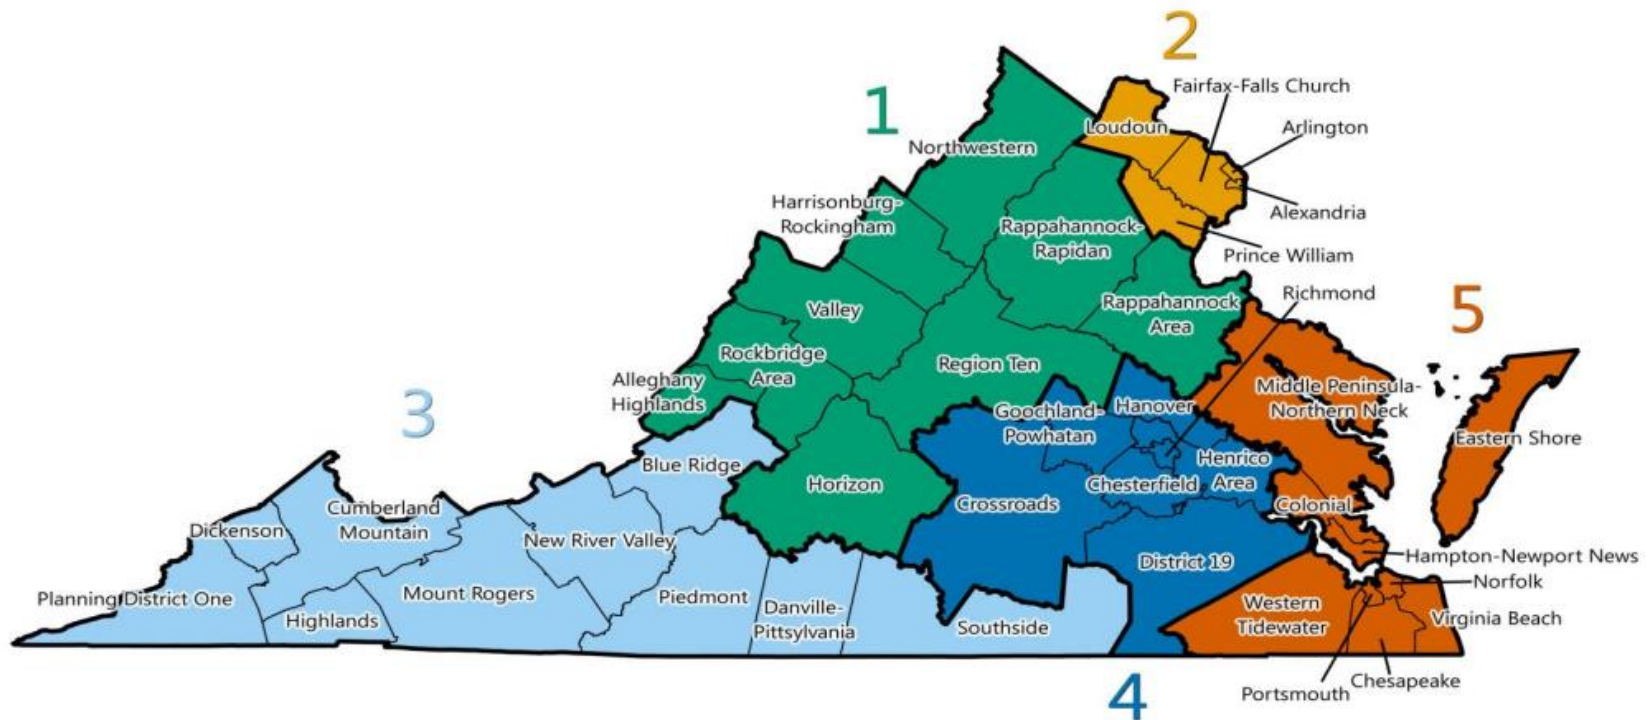 2
Fairfax-Falls Church
1
Loudoun
Arlington
Northwestern
Harrisonburg-
Rockingham
Alexandria
Rappahannock-
Rapidan
Prince William
Richmond
5
Valley
Rappahannock
Area
Rockbridge
Area
Region Ten
Alleghany
Highlands
3
Middle Peninsula-
Northern Neck
Goochland-
Powhatan
Hanover
Eastern Shore
Blue Ridge
Horizon
Henrico
Area
Chesterfield
Crossroads
Colonial
Cumberland
Mountain
Dickenson
New River Valley
Hampton-Newport News
District 19
Norfolk
Planning District One
Mount Rogers
Piedmont
Danville-
Pittsylvania
Highlands
Southside
Western
Tidewater
Virginia Beach
Portsmouth
Chesapeake
4